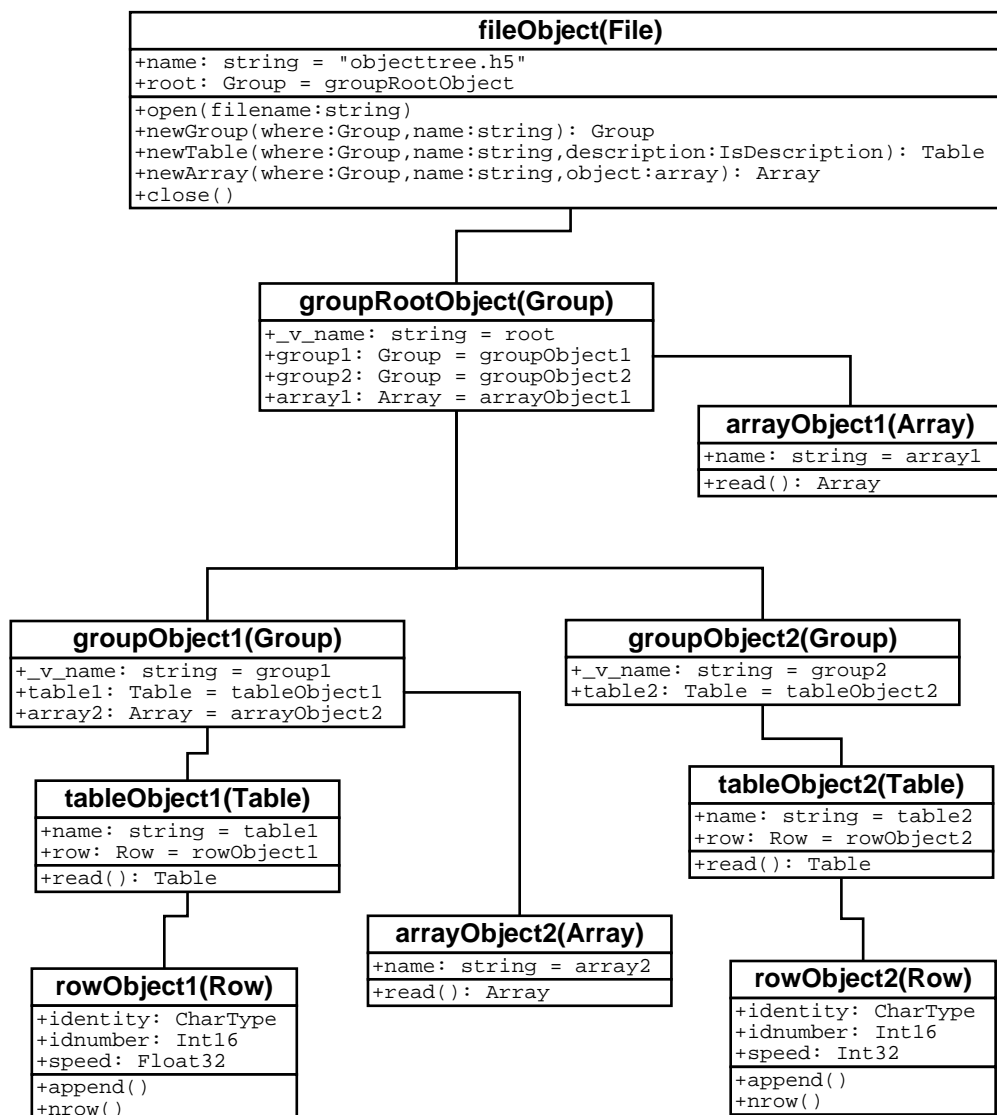 fileObject(File)
+name: string = "objecttree.h5"
+root: Group = groupRootObject
+open(filename:string)
+newGroup(where:Group,name:string): Group
+newTable(where:Group,name:string,description:IsDescription): Table
+newArray(where:Group,name:string,object:array): Array
+close()
groupRootObject(Group)
+_v_name: string = root
+group1: Group = groupObject1
+group2: Group = groupObject2
+array1: Array = arrayObject1
arrayObject1(Array)
+name: string = array1
+read(): Array
groupObject1(Group)
+_v_name: string = group1
+table1: Table = tableObject1
+array2: Array = arrayObject2
groupObject2(Group)
+_v_name: string = group2
+table2: Table = tableObject2
tableObject1(Table)
+name: string = table1
+row: Row = rowObject1
+read(): Table
tableObject2(Table)
+name: string = table2
+row: Row = rowObject2
+read(): Table
arrayObject2(Array)
+name: string = array2
+read(): Array
rowObject1(Row)
+identity: CharType
+idnumber: Int16
+speed: Float32
+append()
+nrow()
rowObject2(Row)
+identity: CharType
+idnumber: Int16
+speed: Int32
+append()
+nrow()